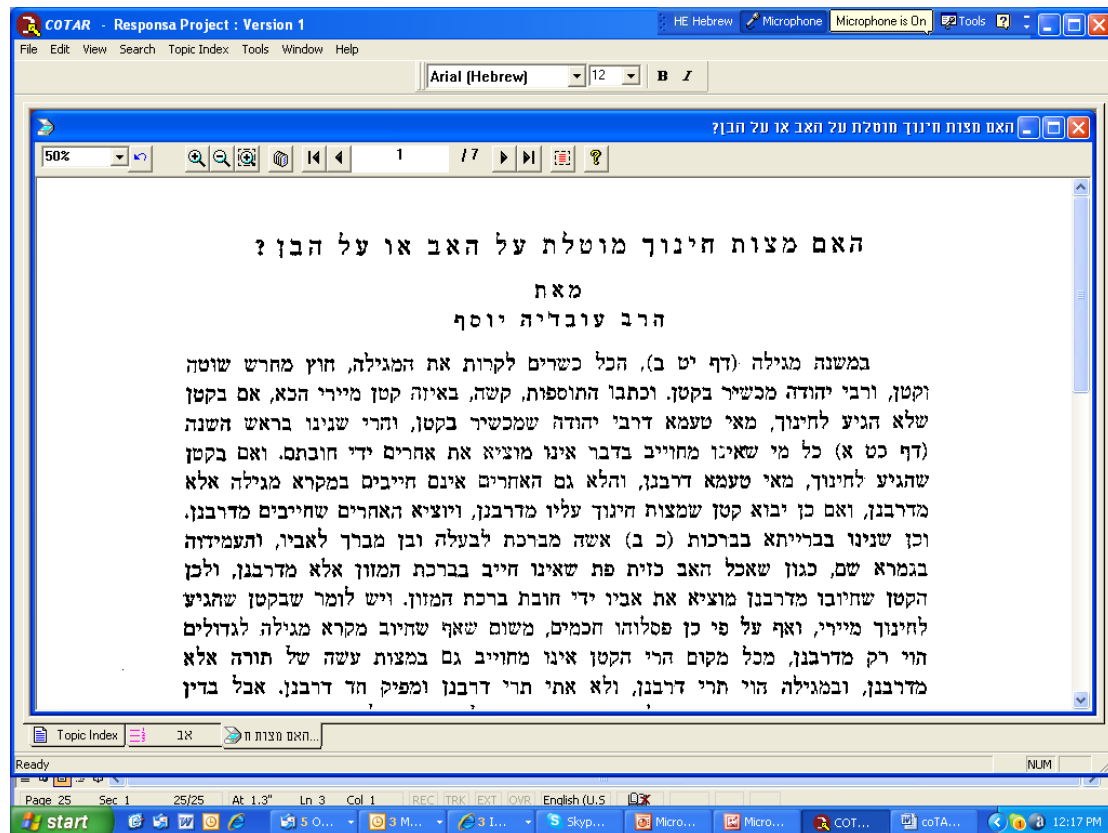 COTAR - Responsa Project : Version 1
HE Hebrew Microphone Microphone is On Tools
File Edit View Search Topic Index Tools Window Help
Arial (Hebrew) 12 B I
האם מצות חינוך מוטלת על האב או על הבן?
50% 1 / 7
האם מצות חינוך מוטלת על האב או על הבן ?
מאת
הרב עובדיה יוסף
במשנה מגילה (דף יט ב), הכל כשרים לקרות את המגילה, חוץ מחרש שוטה
וקטן, ורבי יהודה מכשיר בקטן. וכתבו התוספות, קשה, באיזה קטן מיירי הכא, אם בקטן
שלא הגיע לחינוך, מאי טעמא דרבי יהודה שמכשיר בקטן, והרי שנינו בראש השנה
(דף כט א) כל מי שאינו מחוייב בדבר אינו מוציא את אחרים ידי חובתם. ואם בקטן
שהגיע לחינוך, מאי טעמא דרבנן, והלא גם האחרים אינם חייבים במקרא מגילה אלא
מדרבנן, ואם כן יבוא קטן שמצות חינוך עליו מדרבנן, ויוציא האחרים שחייבים מדרבנן.
וכן שנינו בברייתא בברכות (כ ב) אשה מברכת לבעלה ובן מברך לאביו, והעמידוה
בגמרא שם, כגון שאכל האב כזית פת שאינו חייב בברכת המזון אלא מדרבנן, ולכן
הקטן שחיובו מדרבנן מוציא את אביו ידי חובת ברכת המזון. ויש לומר שבקטן שהגיע
לחינוך מיירי, ואף על פי כן פסלוהו חכמים, משום שאף שחיוב מקרא מגילה לגדולים
הוי רק מדרבנן, מכל מקום הרי הקטן אינו מחוייב גם במצות עשה של תורה אלא
מדרבנן, ובמגילה הוי תרי דרבנן, ולא אתי תרי דרבנן ומפיק חד דרבנן. אבל בדין
Topic Index אב האם מצות ח...
Ready NUM
Page 25 Sec 1 25/25 At 1.3" Ln 3 Col 1 REC TRK EXT OVR English (U.S
start 5 O... 3 M... 3 I... Skyp... Micro... Micro... COT... coTA... 12:17 PM